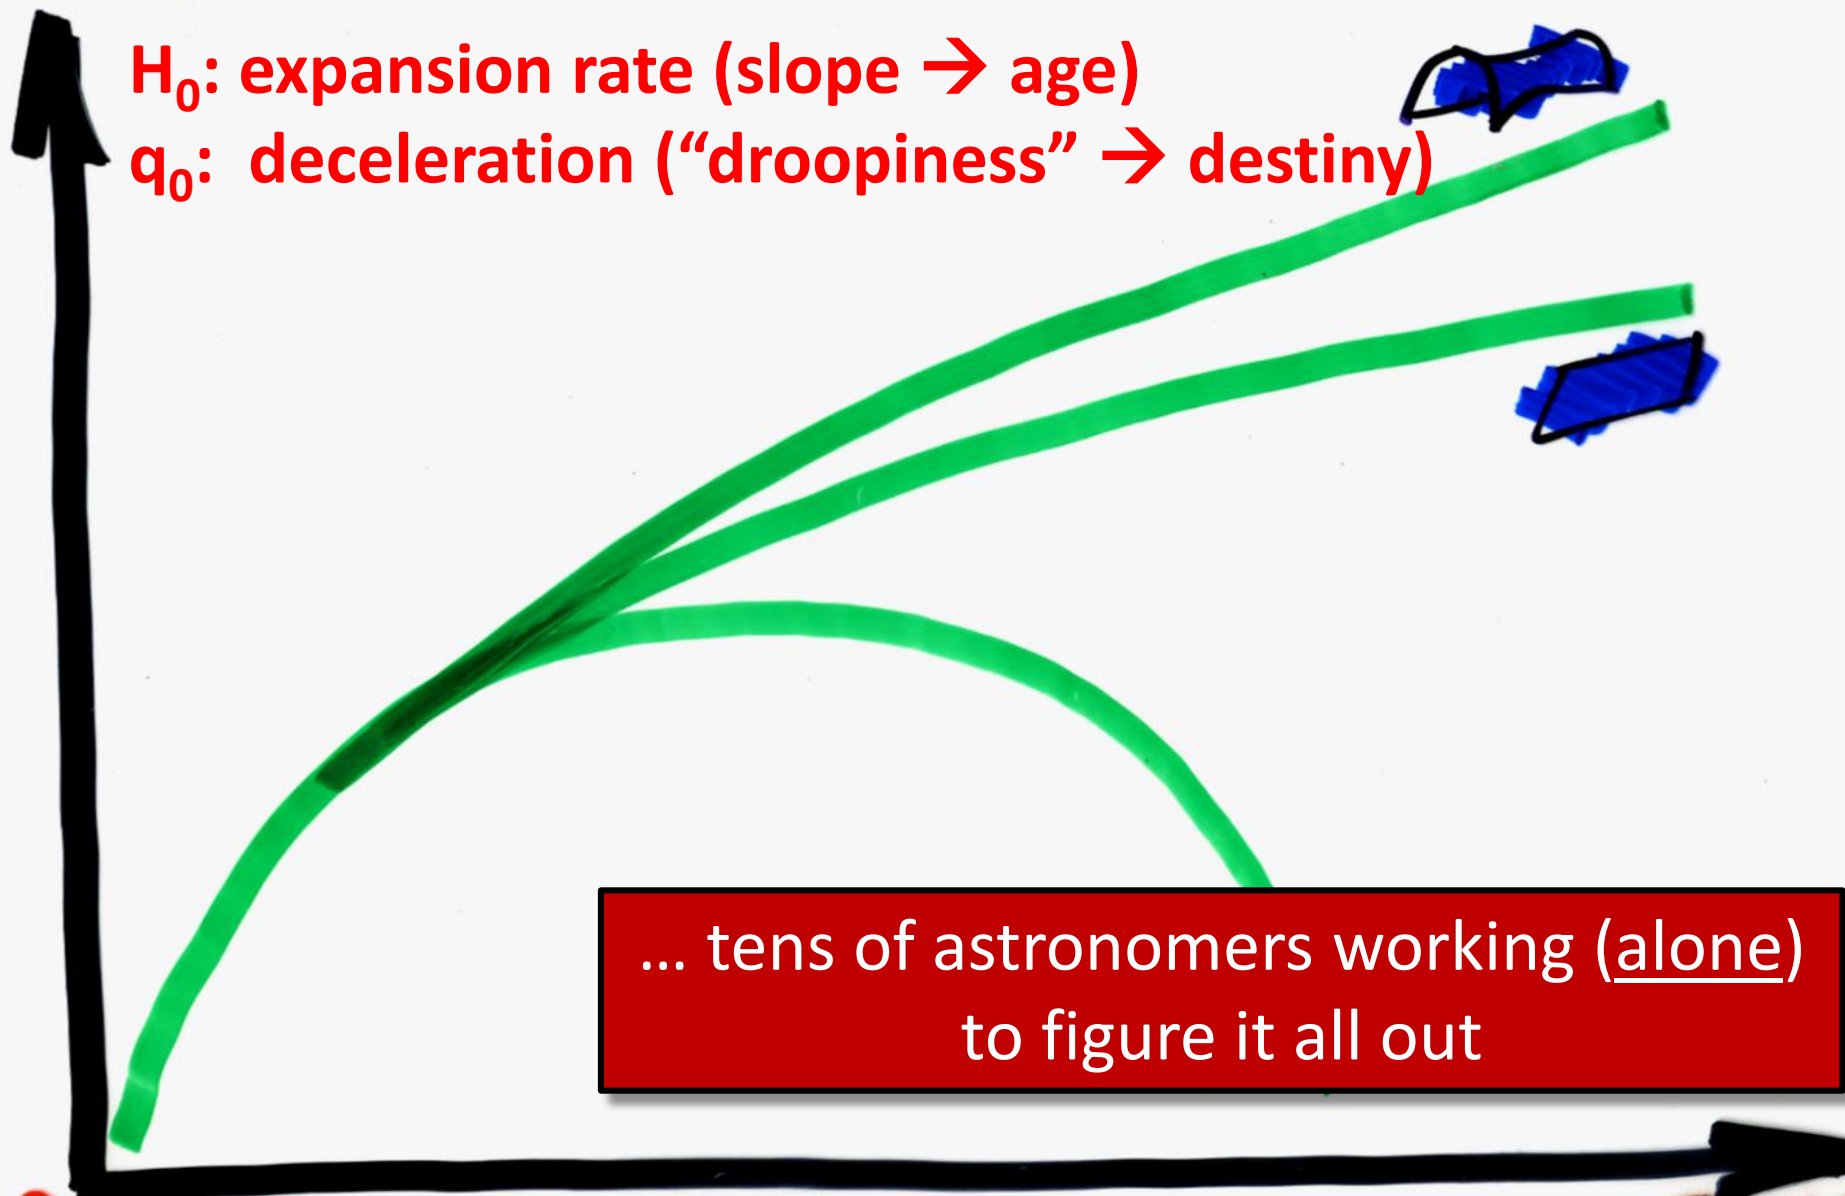 H₀: expansion rate (slope → age)
q₀: deceleration (“droopiness” → destiny)
... tens of astronomers working (alone)
to figure it all out